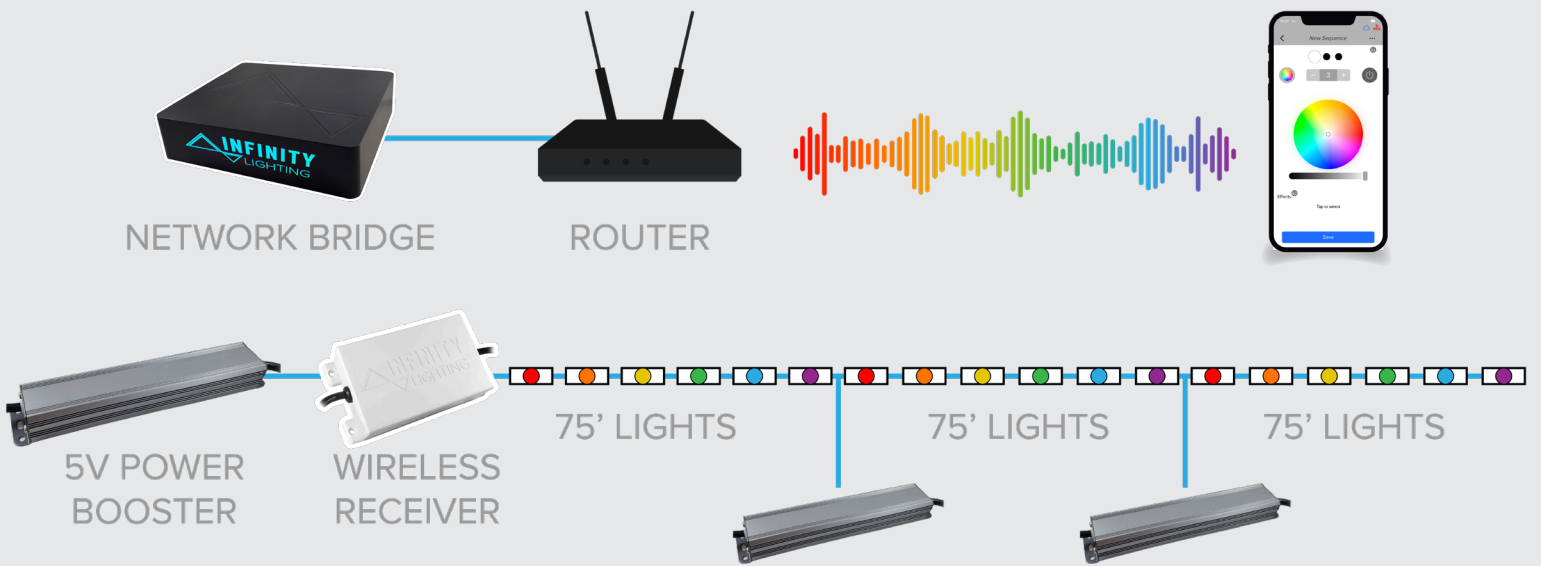 INFINITY
LIGHTING
NETWORK BRIDGE
ROUTER
New Sequence
3
Effects
Tap to select
Save
INFINITY
LIGHTING
5V POWER
BOOSTER
WIRELESS
RECEIVER
75’ LIGHTS
75’ LIGHTS
75’ LIGHTS